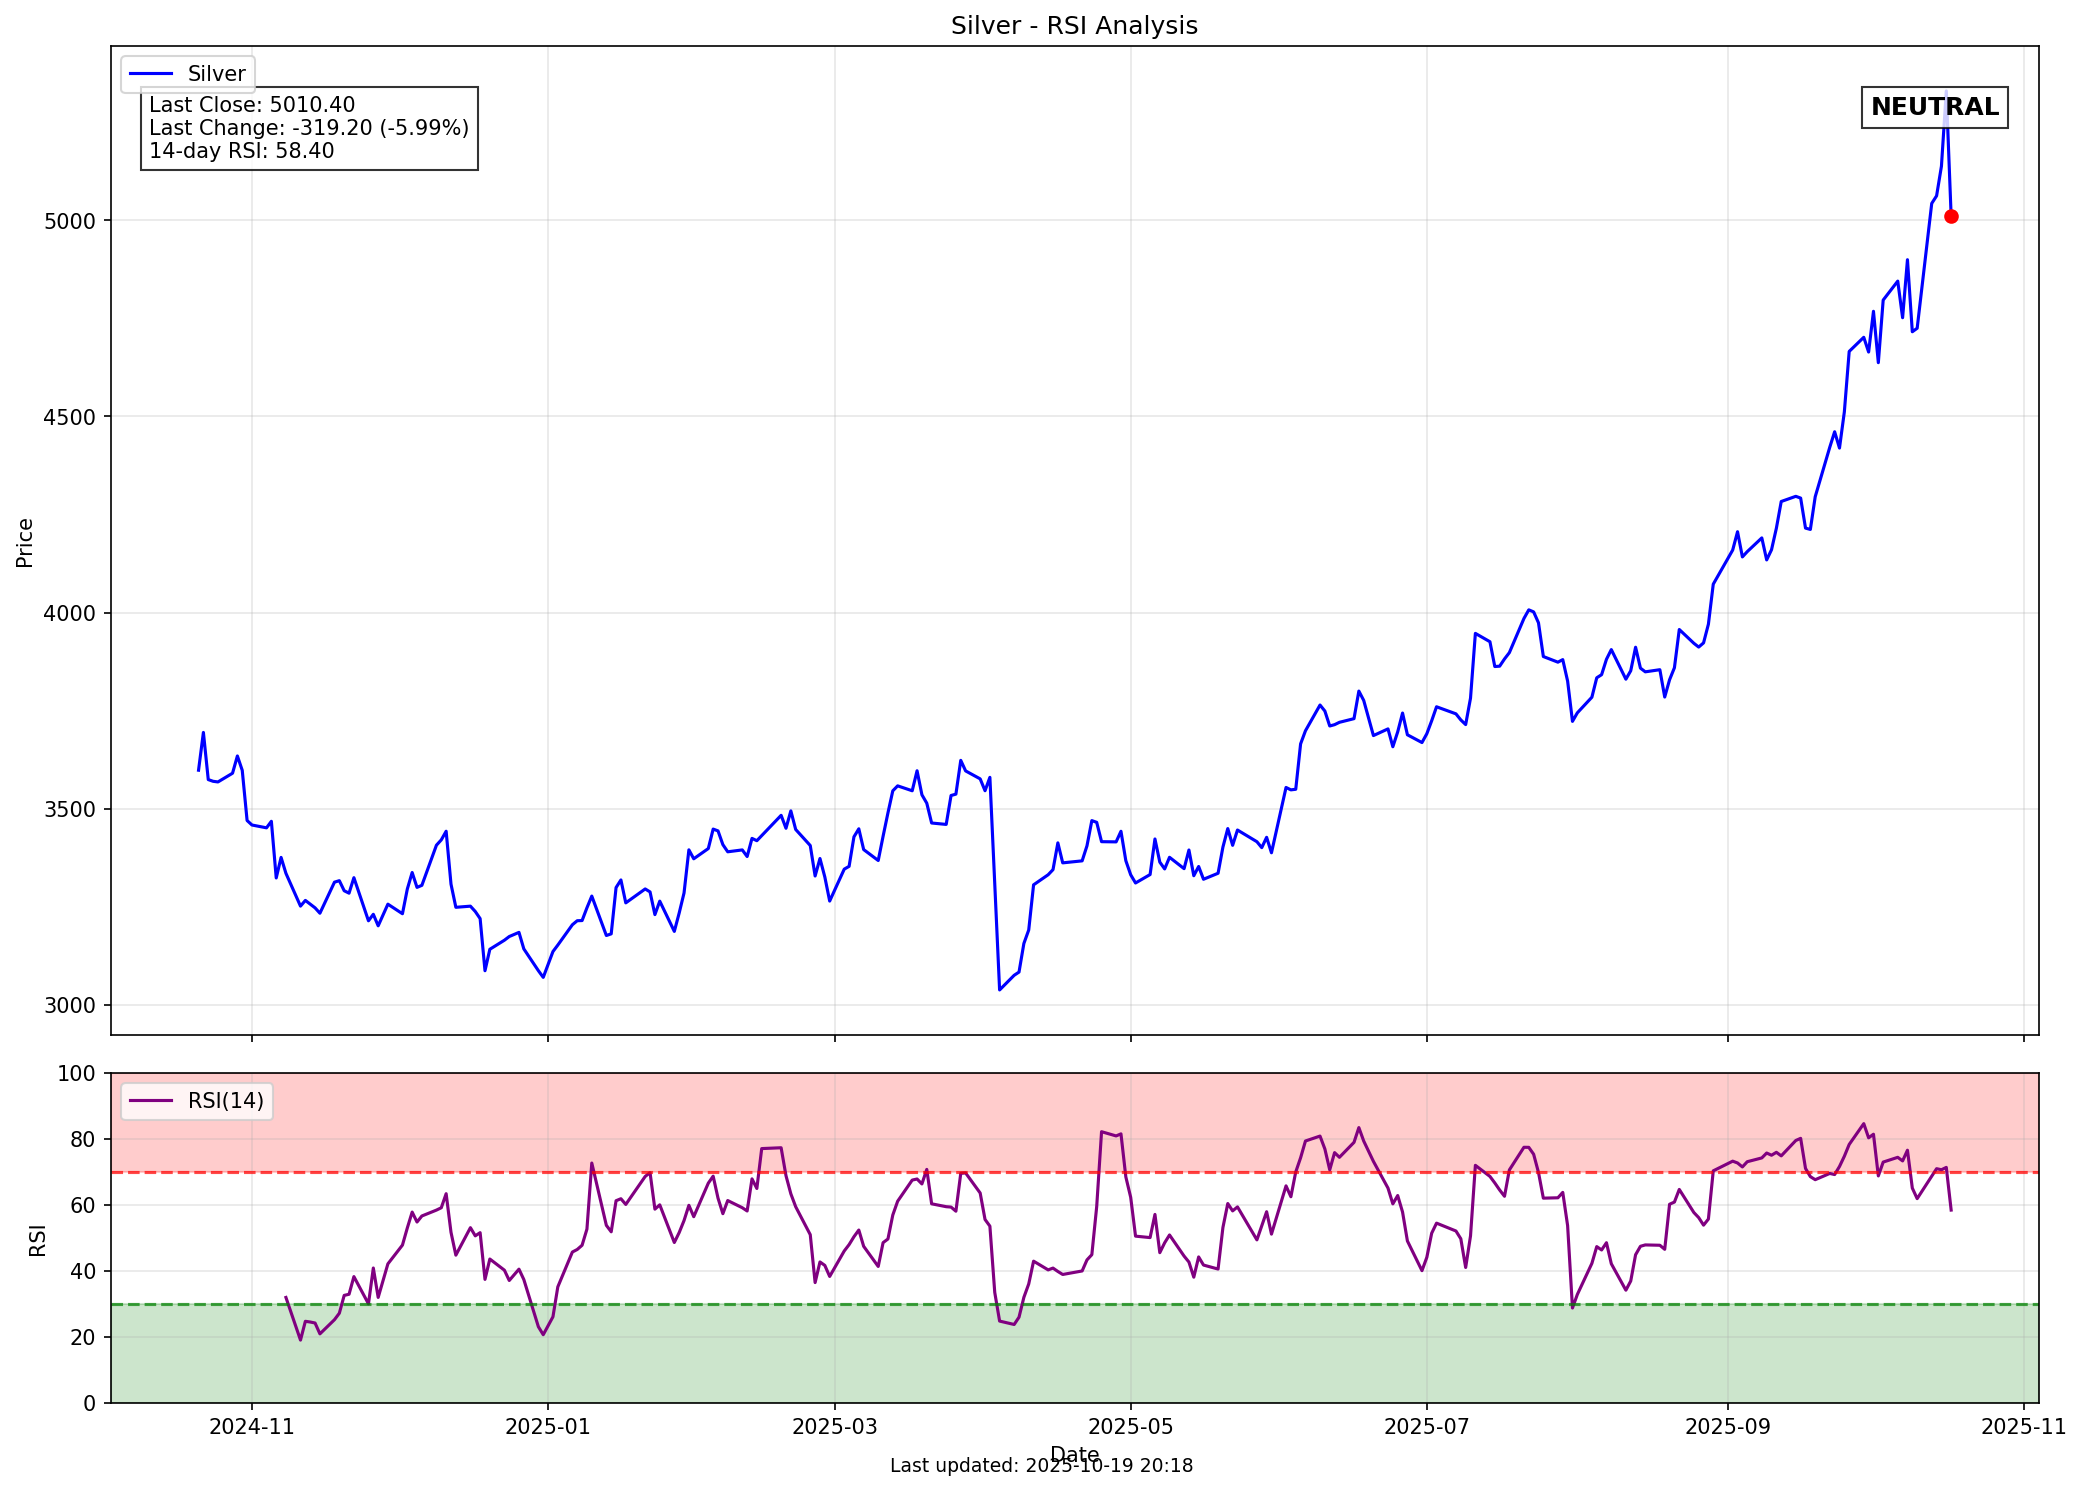 Silver - RSI Analysis
Silver
Last Close: 5010.40
Last Change: -319.20 (-5.99%)
14-day RSI: 58.40
NEUTRAL
Price
5000
4500
4000
3500
3000
RSI(14)
RSI
100
80
60
40
20
0
2024-11
2025-01
2025-03
2025-05
2025-07
2025-09
2025-11
Date
Last updated: 2025-10-19 20:18